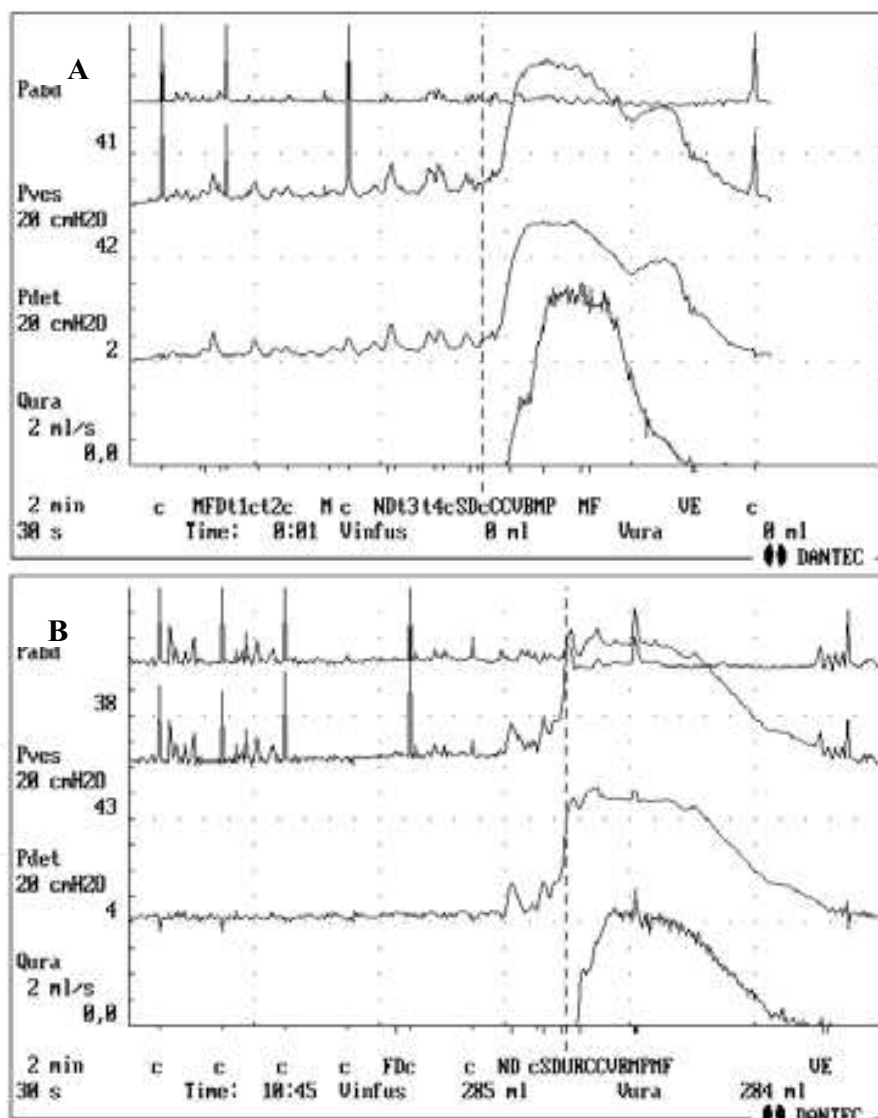 A
Pabd
41
Pves
20 cmH2O
42
Pdet
20 cmH2O
2
Qura
2 ml/s
0,0
2 min c MFDt1ct2c M c NDt3t4cSDcCCVBMP MF VE c
30 s Time: 0:01 Vinfus 0 ml Vura 0 ml
DANTEC
B
Pabd
38
Pves
20 cmH2O
43
Pdet
20 cmH2O
4
Qura
2 ml/s
0,0
2 min c c c c FDc c ND cSDURCCVBMPMF VE
30 s Time: 10:45 Vinfus 285 ml Vura 284 ml
DANTEC